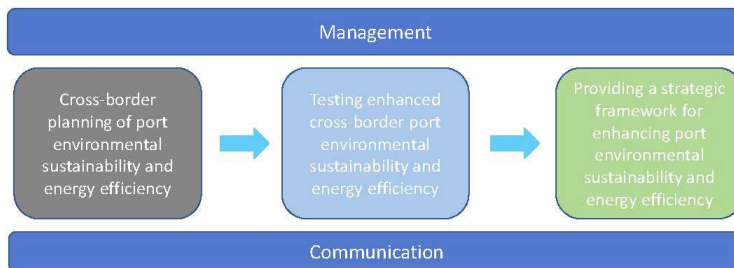 Management
Cross-border
planning of port
environmental
sustainability and
energy efficiency
Testing enhanced
cross-border port
environmental
sustainability and
energy efficiency
Providing a strategic
framework for
enhancing port
environmental
sustainability and
energy efficiency
Communication